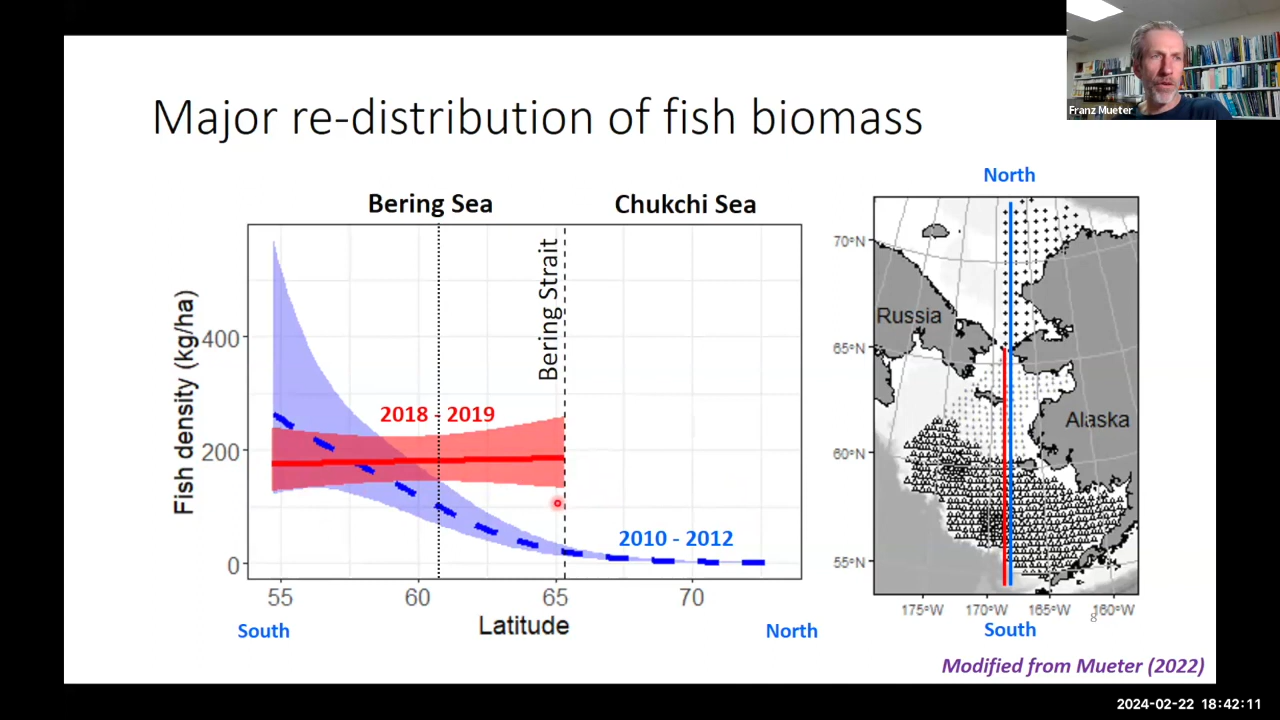 Franz Mueter
Major re-distribution of fish biomass
Bering Sea
Chukchi Sea
Fish density (kg/ha)
400
200
0
Bering Strait
2018 - 2019
2010 - 2012
55
60
65
70
South
Latitude
North
North
70°N
65°N
60°N
55°N
Russia
Alaska
175°W
170°W
165°W
160°W
South
8
Modified from Mueter (2022)
2024-02-22 18:42:11